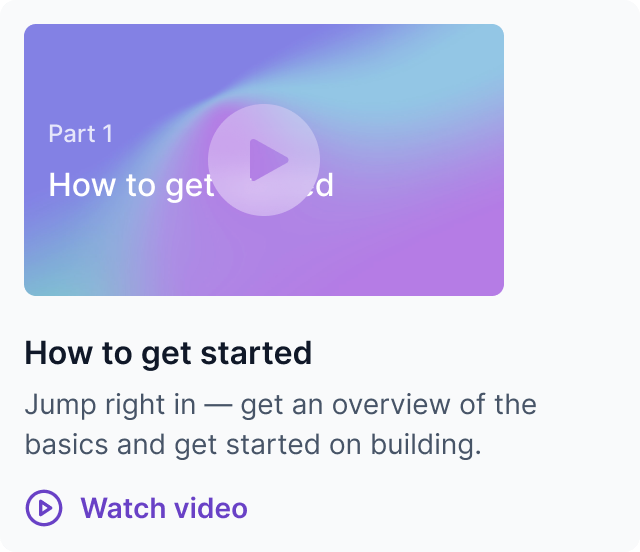 Part 1
How to get ed
How to get started
Jump right in — get an overview of the
basics and get started on building.
Watch video